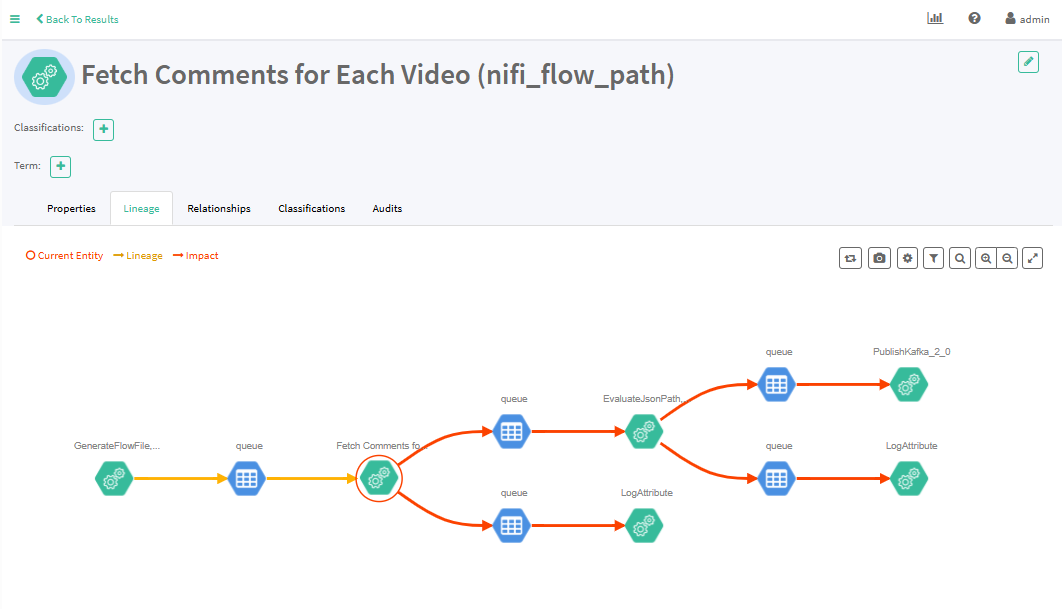 Back To Results
admin
Fetch Comments for Each Video (nifi_flow_path)
Classifications:
Term:
Properties Lineage Relationships Classifications Audits
Current Entity Lineage Impact
queue PublishKafka_2_0
queue EvaluateJsonPath,...
GenerateFlowFile,... queue Fetch Comments fo... queue LogAttribute
queue LogAttribute